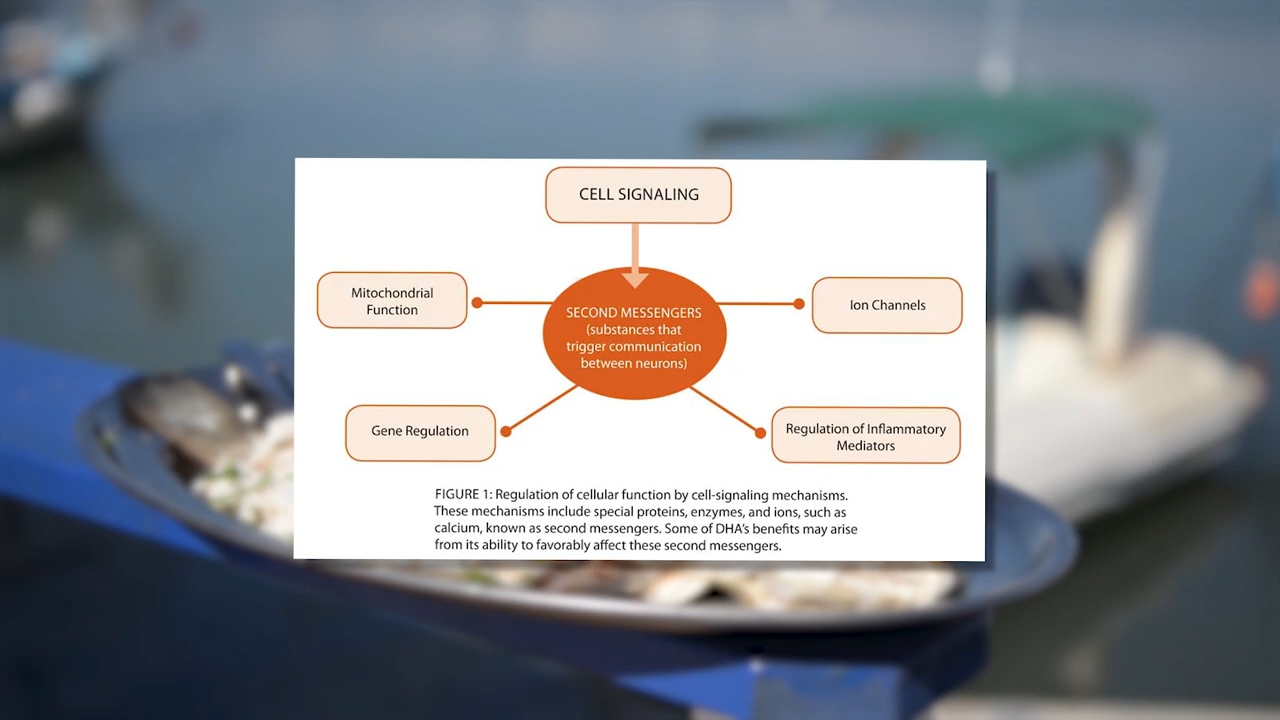 CELL SIGNALING
Mitochondrial
Function
SECOND MESSENGERS
(substances that
trigger communication
between neurons)
Ion Channels
Gene Regulation
Regulation of Inflammatory
Mediators
FIGURE 1: Regulation of cellular function by cell-signaling mechanisms.
These mechanisms include special proteins, enzymes, and ions, such as
calcium, known as second messengers. Some of DHA's benefits may arise
from its ability to favorably affect these second messengers.